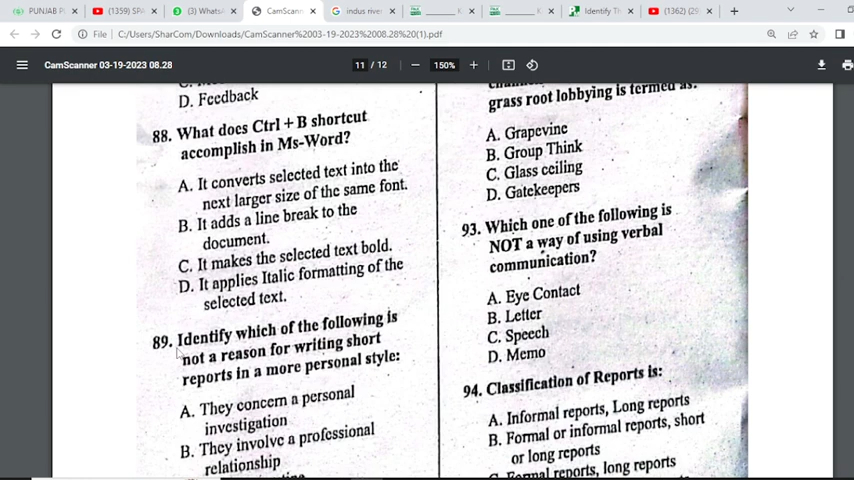 PUNJAB P
(1359) SPA
(3) Whats
CamScann
indus rive
K
K
Identify Th
(1362) (29
File
C:/Users/SharCom/Downloads/CamScanner%2003-19-2023%2008.28%20(1).pdf
CamScanner 03-19-2023 08.28
11 / 12
150%
D. Feedback
88. What does Ctrl + B shortcut
accomplish in Ms-Word?
A. It converts selected text into the
next larger size of the same font.
B. It adds a line break to the
document.
C. It makes the selected text bold.
D. It applies Italic formatting of the
selected text.
89. Identify which of the following is
not a reason for writing short
reports in a more personal style:
A. They concern a personal
investigation
B. They involve a professional
relationship
grass root lobbying is termed as:
A. Grapevine
B. Group Think
C. Glass ceiling
D. Gatekeepers
93. Which one of the following is
NOT a way of using verbal
communication?
A. Eye Contact
B. Letter
C. Speech
D. Memo
94. Classification of Reports is:
A. Informal reports, Long reports
B. Formal or informal reports, short
or long reports
C. Formal reports, long reports